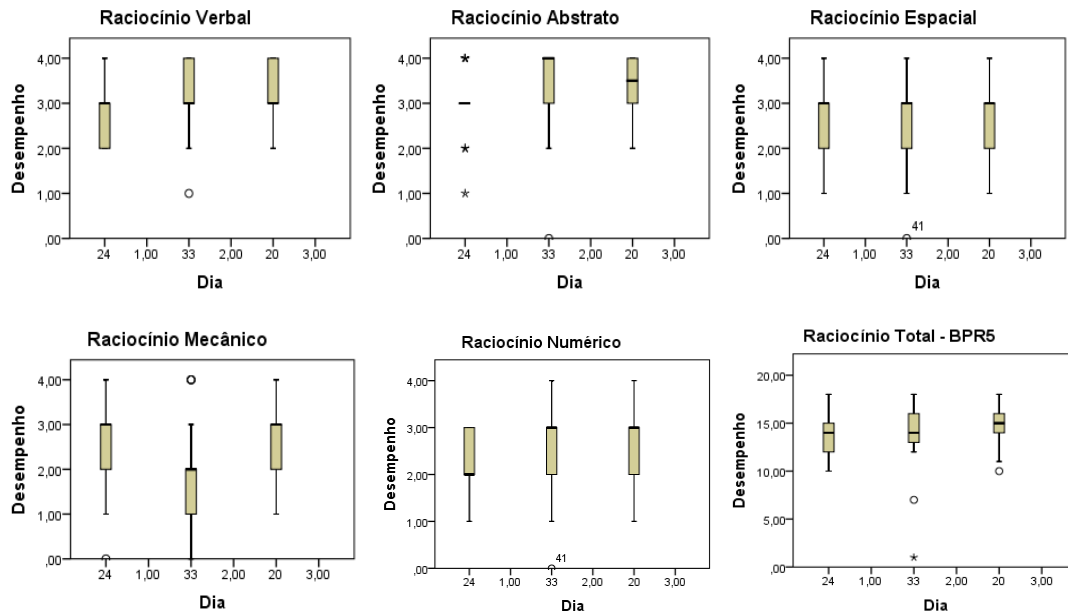 Raciocínio Verbal
Desempenho
4,00
3,00
2,00
1,00
,00
24 1,00 33 2,00 20 3,00
Dia
Raciocínio Abstrato
Desempenho
4,00
3,00
2,00
1,00
,00
24 1,00 33 2,00 20 3,00
Dia
Raciocínio Espacial
Desempenho
4,00
3,00
2,00
1,00
,00
41
24 1,00 33 2,00 20 3,00
Dia
Raciocínio Mecânico
Desempenho
4,00
3,00
2,00
1,00
,00
24 1,00 33 2,00 20 3,00
Dia
Raciocínio Numérico
Desempenho
4,00
3,00
2,00
1,00
,00
41
24 1,00 33 2,00 20 3,00
Dia
Raciocínio Total - BPR5
Desempenho
20,00
15,00
10,00
5,00
,00
24 1,00 33 2,00 20 3,00
Dia